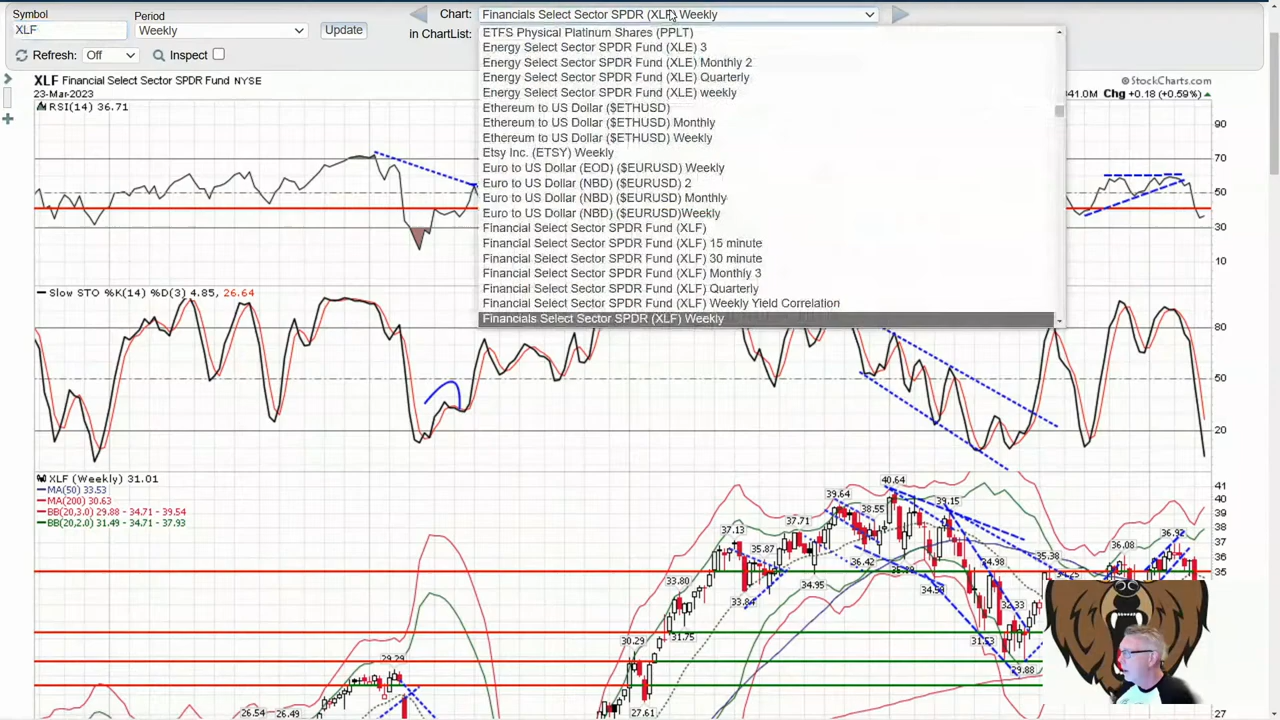 Symbol
Period
XLF
Weekly
Update
Chart:
Financials Select Sector SPDR (XLF) Weekly
in ChartList:
Refresh:
Off
Inspect
ETFS Physical Platinum Shares (PPLT)
Energy Select Sector SPDR Fund (XLE) 3
Energy Select Sector SPDR Fund (XLE) Monthly 2
Energy Select Sector SPDR Fund (XLE) Quarterly
Energy Select Sector SPDR Fund (XLE) weekly
Ethereum to US Dollar ($ETHUSD)
Ethereum to US Dollar ($ETHUSD) Monthly
Ethereum to US Dollar ($ETHUSD) Weekly
Etsy Inc. (ETSY) Weekly
Euro to US Dollar (EOD) ($EURUSD) Weekly
Euro to US Dollar (NBD) ($EURUSD) 2
Euro to US Dollar (NBD) ($EURUSD) Monthly
Euro to US Dollar (NBD) ($EURUSD)Weekly
Financial Select Sector SPDR Fund (XLF)
Financial Select Sector SPDR Fund (XLF) 15 minute
Financial Select Sector SPDR Fund (XLF) 30 minute
Financial Select Sector SPDR Fund (XLF) Monthly 3
Financial Select Sector SPDR Fund (XLF) Quarterly
Financial Select Sector SPDR Fund (XLF) Weekly Yield Correlation
Financials Select Sector SPDR (XLF) Weekly
XLF Financial Select Sector SPDR Fund NYSE
© StockCharts.com
23-Mar-2023
Chg +0.18 (+0.59%)
RSI(14) 36.71
90
70
50
30
10
Slow STO %K(14) %D(3) 4.85, 26.64
80
50
20
XLF (Weekly) 31.01
MA(50) 33.53
MA(200) 30.63
BB(20,3.0) 29.88 - 34.71 - 39.54
BB(20,2.0) 31.49 - 34.71 - 37.93
41
40
39
38
37
36
35
27
40.64
39.64
39.15
38.55
37.71
37.13
36.92
36.08
35.87
35.38
36.42
34.95
33.80
31.75
30.29
32.33
31.53
29.88
29.29
27.61
26.54
26.49